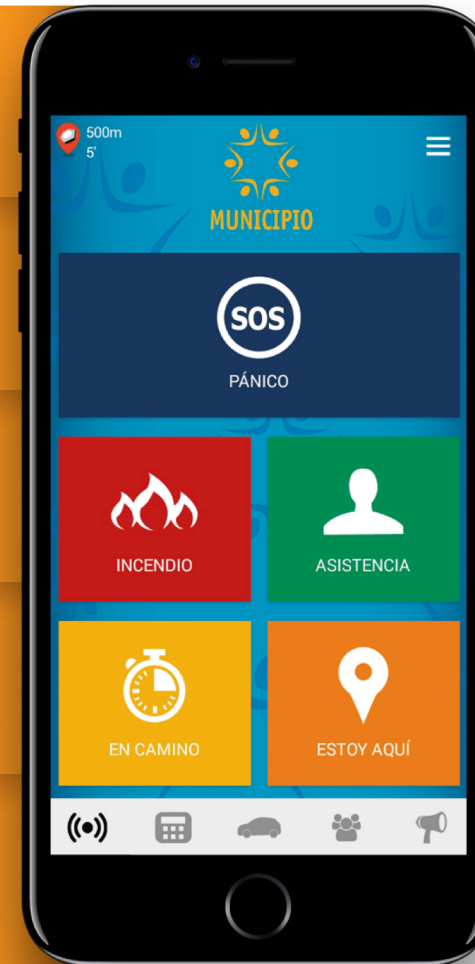 500m
5'
MUNICIPIO
SOS
PÁNICO
INCENDIO
ASISTENCIA
EN CAMINO
ESTOY AQUÍ